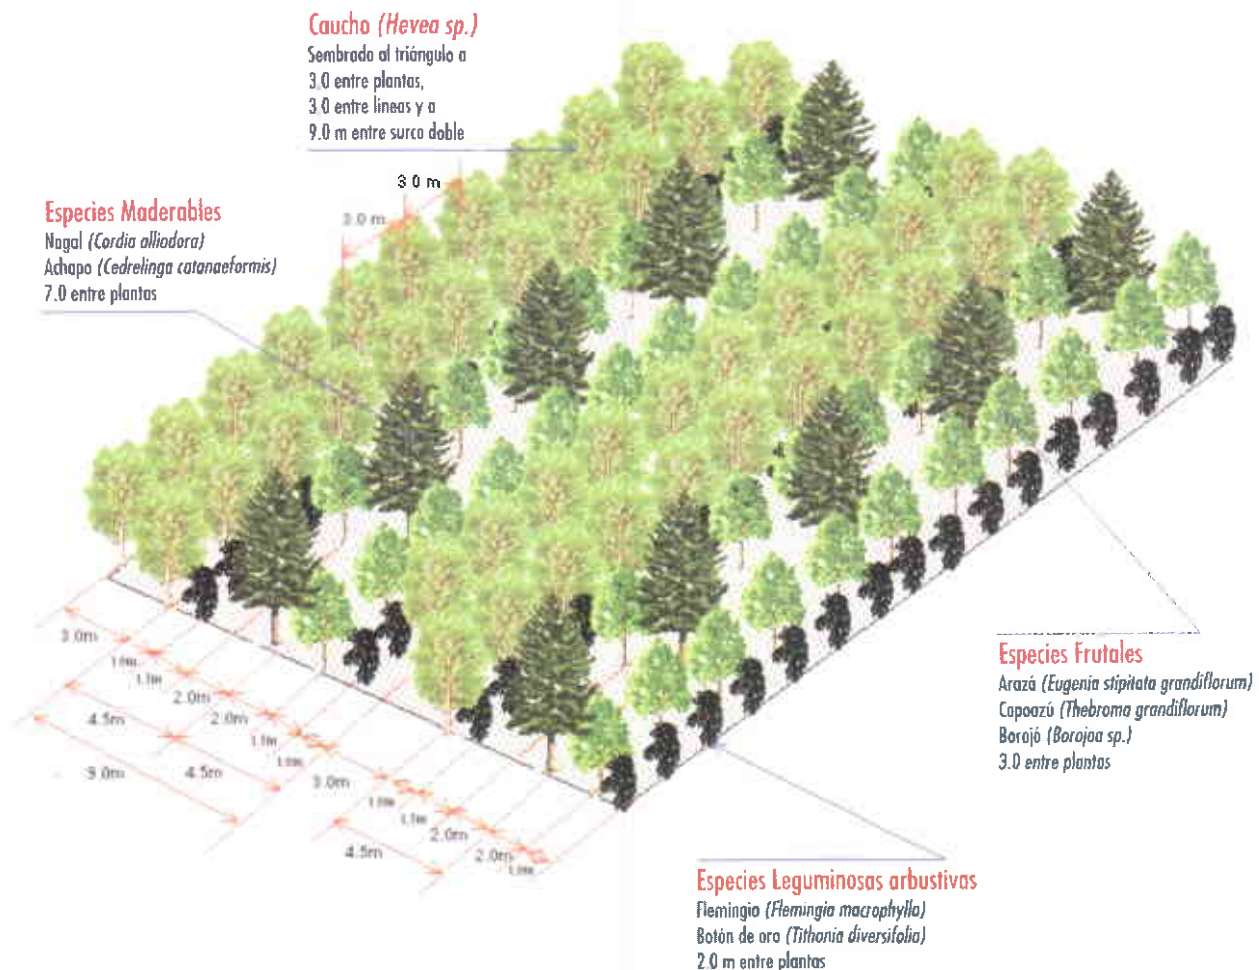 Caucho (Hevea sp.)
Sembrado al triángulo a
3.0 entre plantas,
3.0 entre líneas y a
9.0 m entre surco doble
3 0 m
3.0 m
Especies Maderables
Nogal (Cordia alliodora)
Achapo (Cedrelinga catanaeformis)
7.0 entre plantas
3.0m
2.0m
2.0m
4.5m
4.5m
9.0m
3.0m
2.0m
2.0m
4.5m
Especies Frutales
Arazá (Eugenia stipitata grandiflorum)
Copoazú (Thebroma grandiflorum)
Borojó (Borojoa sp.)
3.0 entre plantas
Especies Leguminosas arbustivas
Flemingia (Flemingia macrophylla)
Botón de oro (Tithonia diversifolia)
2.0 m entre plantas